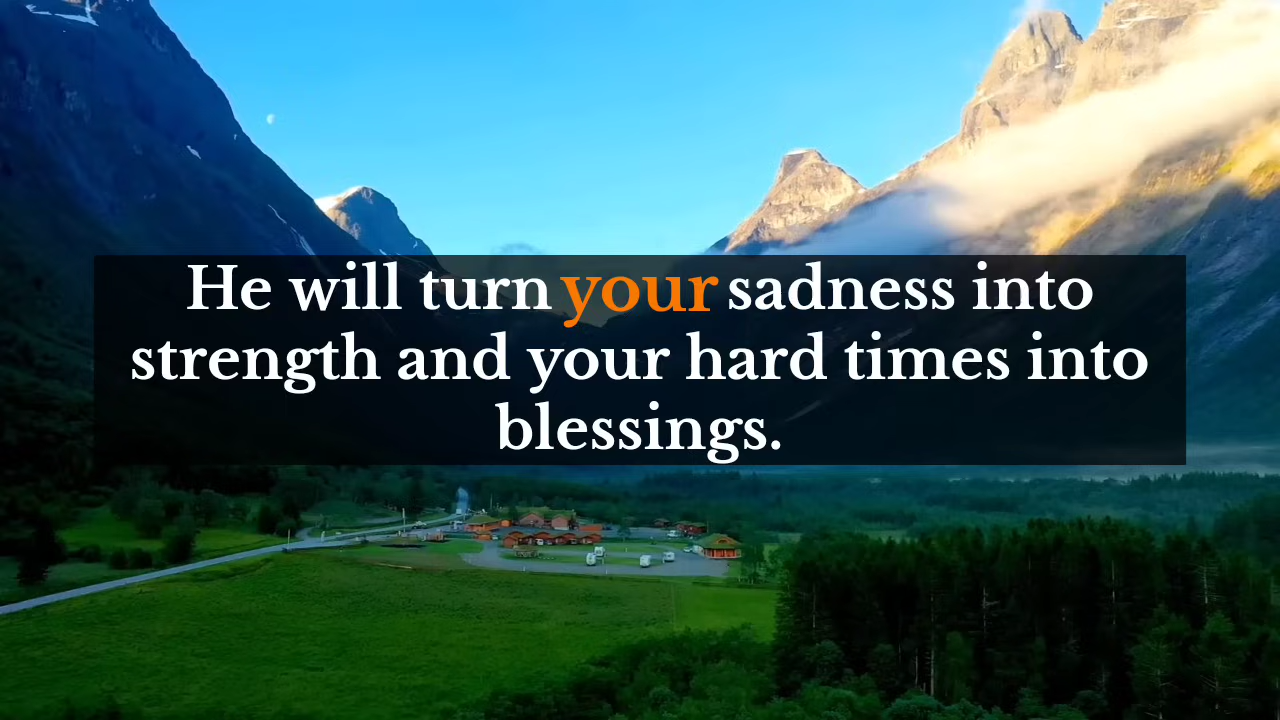 He will turn your sadness into
strength and your hard times into
blessings.